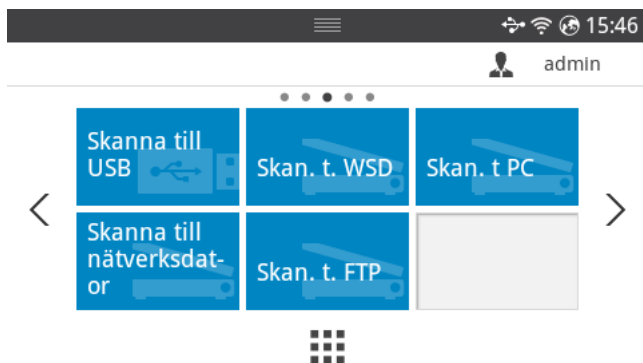 15:46
admin
Skanna till
USB
Skan. t. WSD
Skan. t PC
Skanna till
nätverksdat-
or
Skan. t. FTP